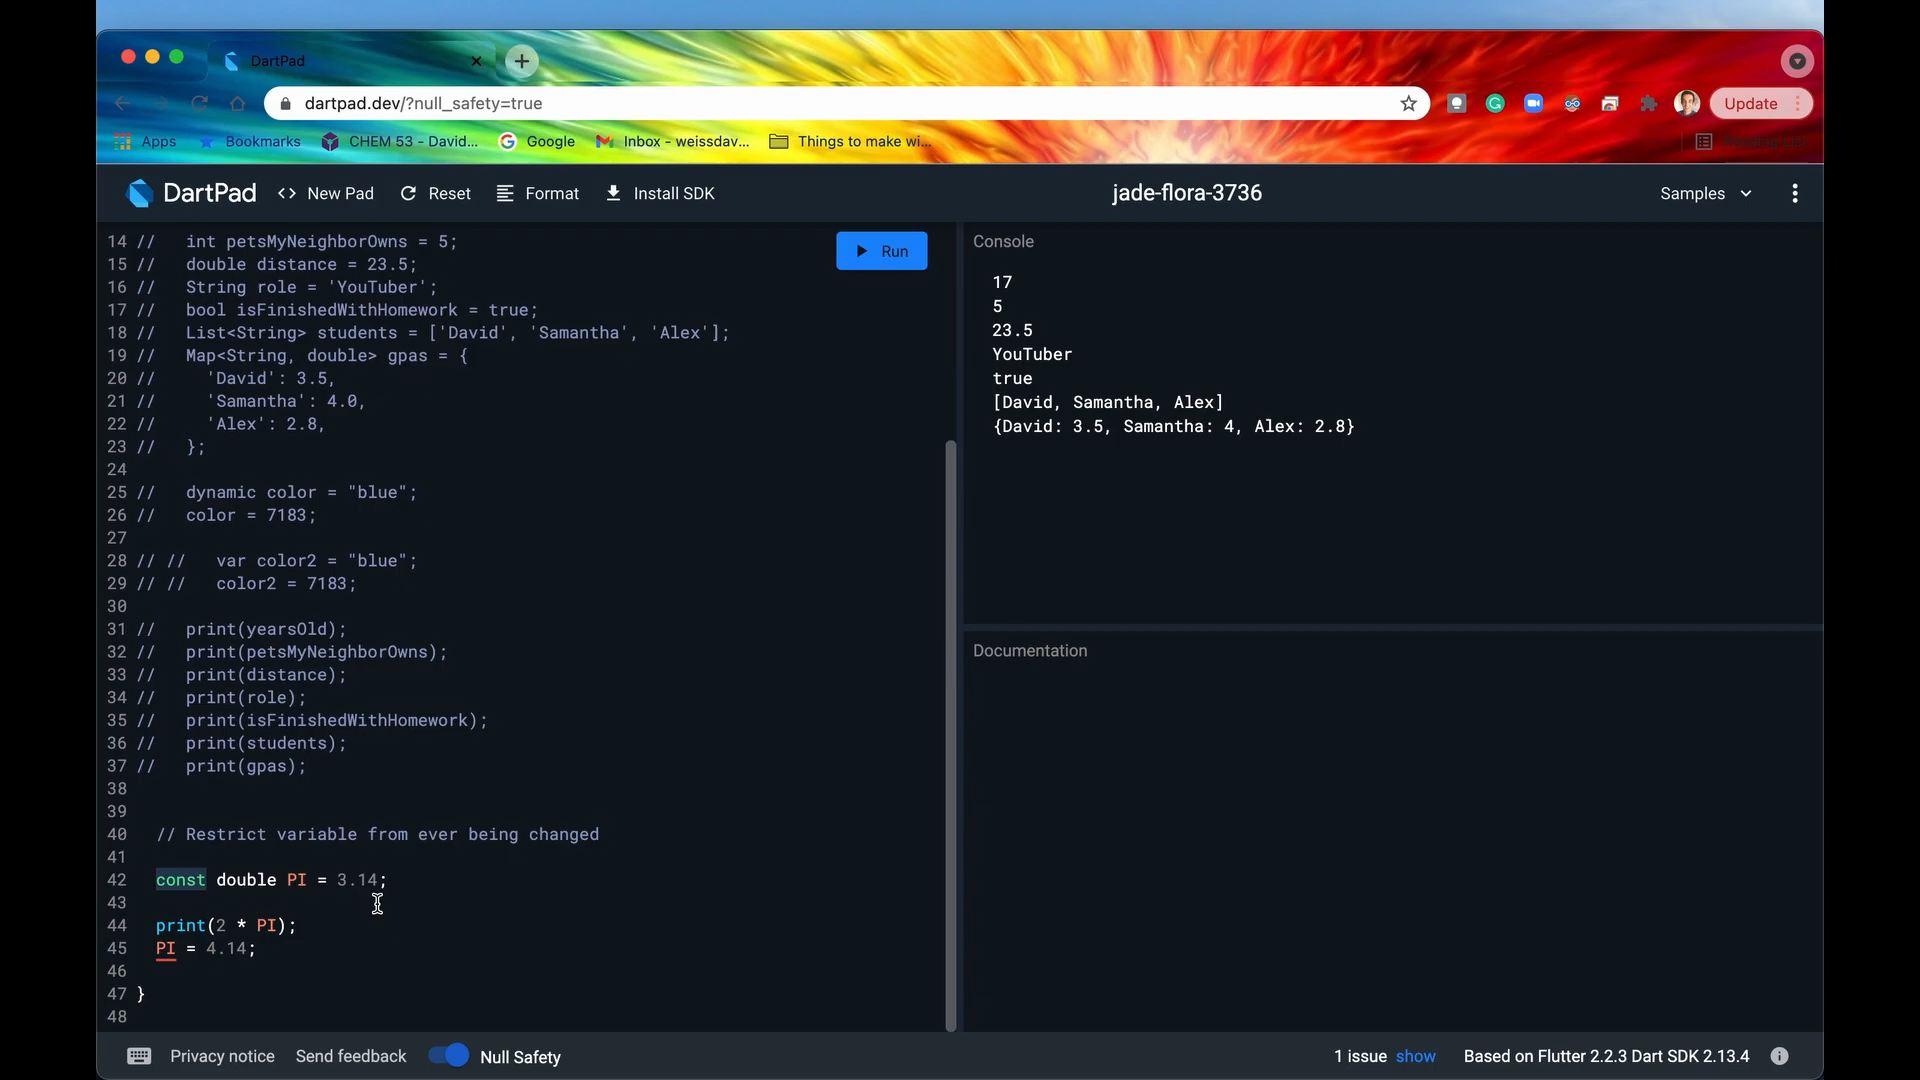 DartPad
dartpad.dev/?null_safety=true
Update
Apps
Bookmarks
CHEM 53 - David...
Google
Inbox - weissdav...
Things to make wi...
Reading List
DartPad
<> New Pad
Reset
Format
Install SDK
jade-flora-3736
Samples
14 //   int petsMyNeighborOwns = 5;
15 //   double distance = 23.5;
16 //   String role = 'YouTuber';
17 //   bool isFinishedWithHomework = true;
18 //   List<String> students = ['David', 'Samantha', 'Alex'];
19 //   Map<String, double> gpas = {
20 //     'David': 3.5,
21 //     'Samantha': 4.0,
22 //     'Alex': 2.8,
23 //   };
24
25 //   dynamic color = "blue";
26 //   color = 7183;
27
28 // //   var color2 = "blue";
29 // //   color2 = 7183;
30
31 //   print(yearsOld);
32 //   print(petsMyNeighborOwns);
33 //   print(distance);
34 //   print(role);
35 //   print(isFinishedWithHomework);
36 //   print(students);
37 //   print(gpas);
38
39
40   // Restrict variable from ever being changed
41
42   const double PI = 3.14;
43
44   print(2 * PI);
45   PI = 4.14;
46
47 }
48
Run
Console
17
5
23.5
YouTuber
true
[David, Samantha, Alex]
{David: 3.5, Samantha: 4, Alex: 2.8}
Documentation
Privacy notice
Send feedback
Null Safety
1 issue show
Based on Flutter 2.2.3 Dart SDK 2.13.4